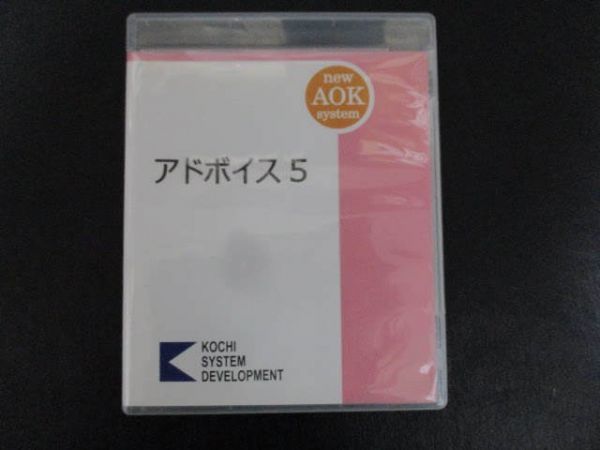 new
AOK
system
アドボイス5
KOCHI
SYSTEM
DEVELOPMENT